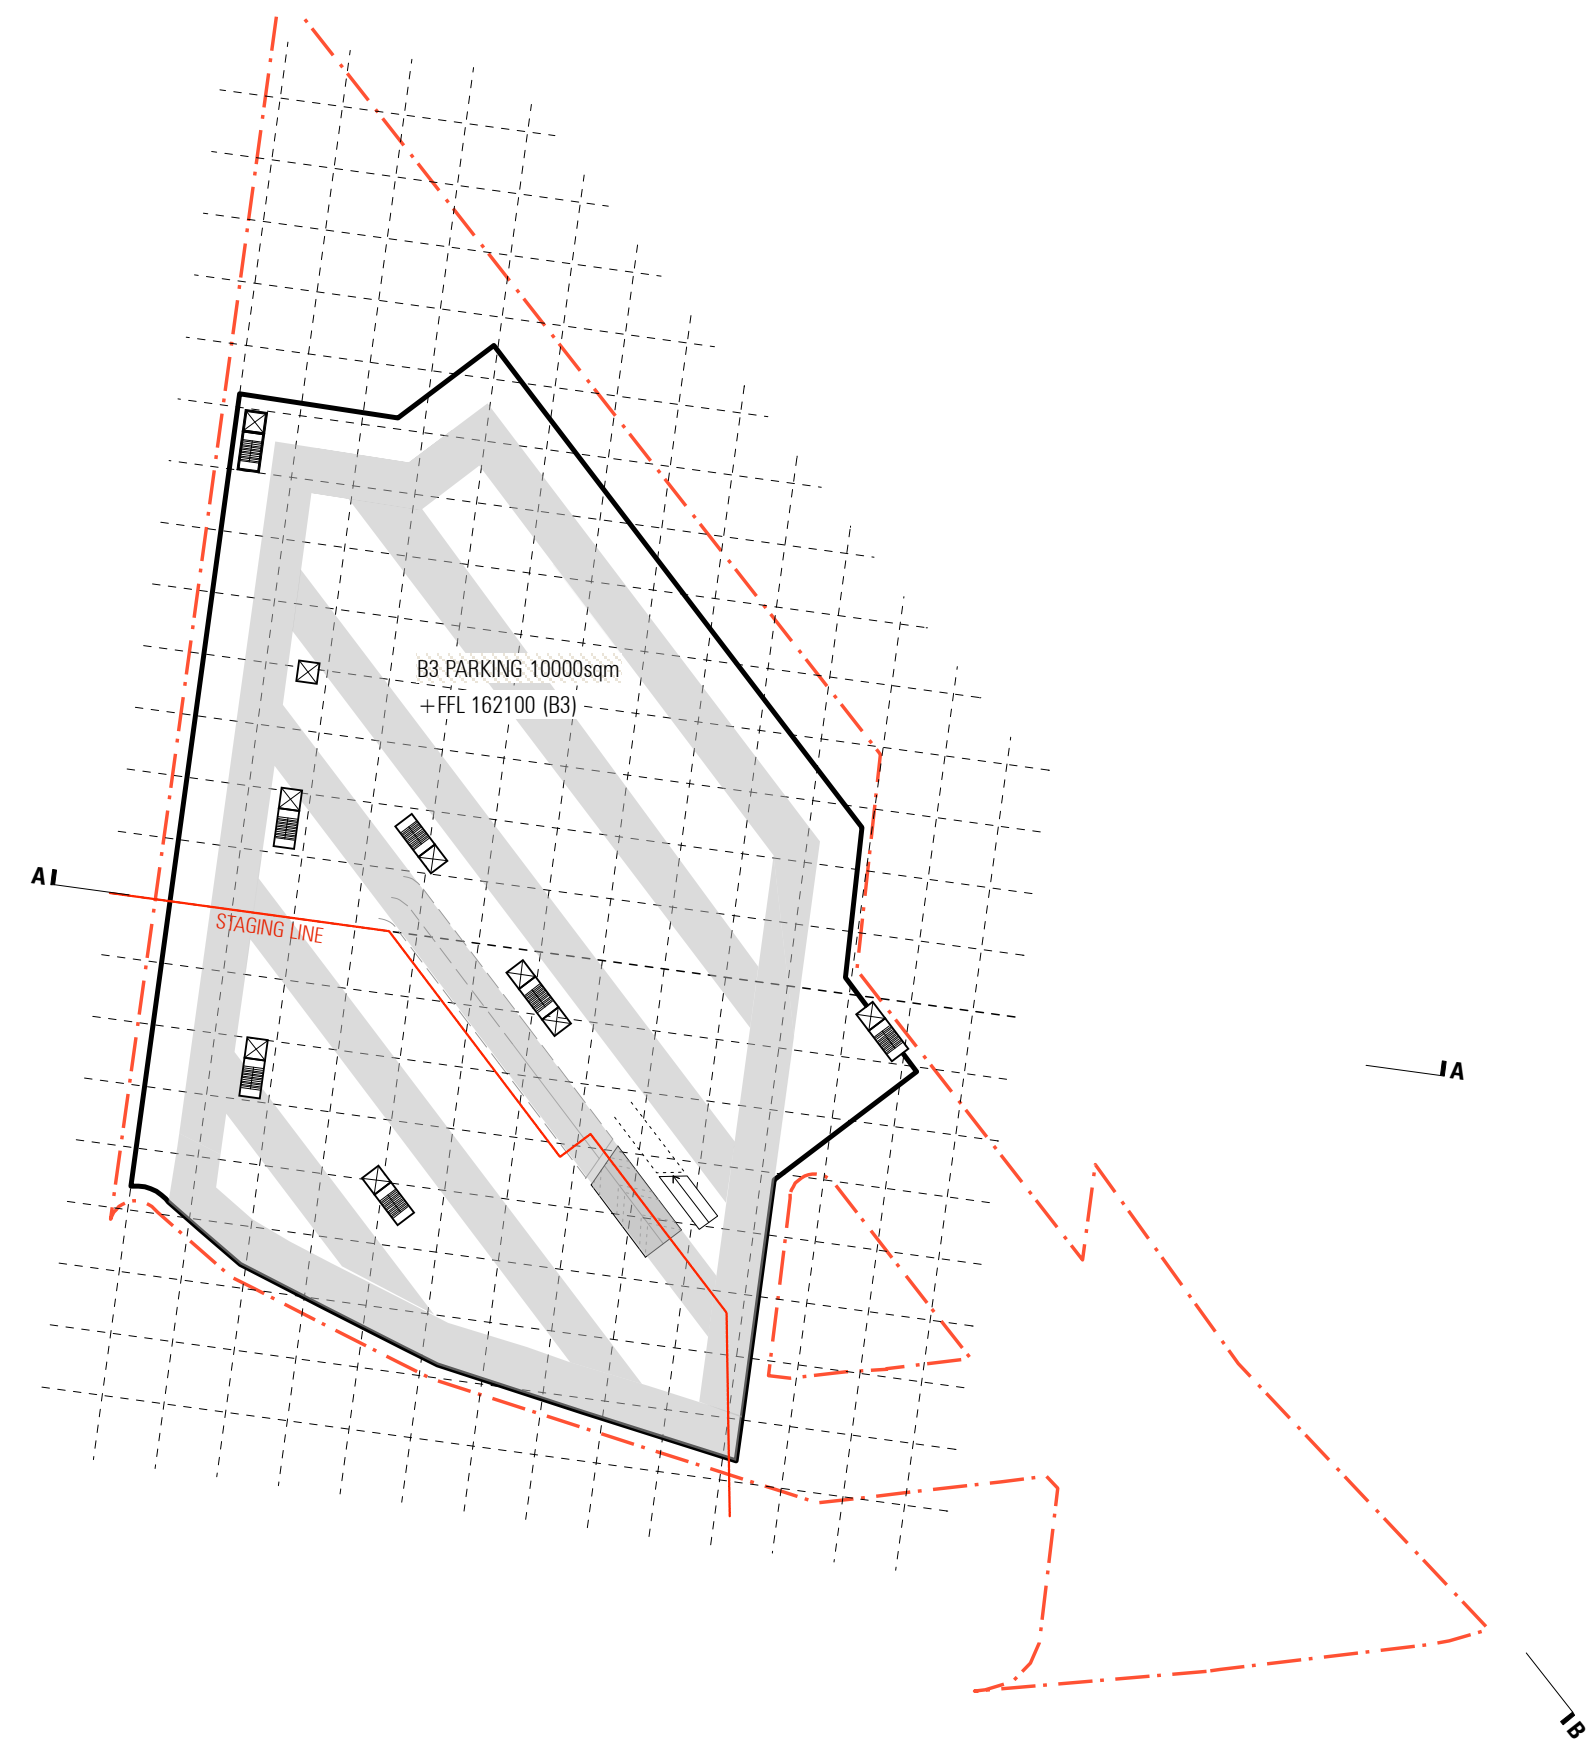 B3 PARKING 10000sqm
+FFL 162100 (B3)
A
STAGING LINE
A
B